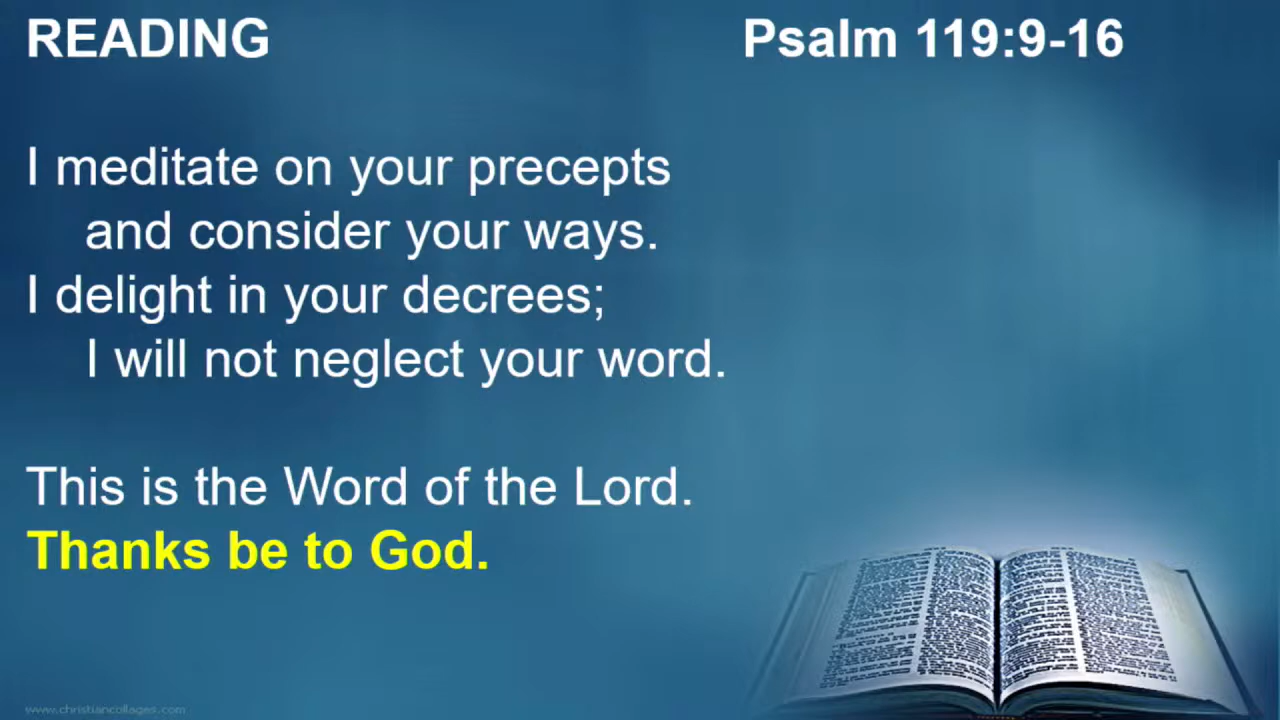 READING Psalm 119:9-16
I meditate on your precepts
and consider your ways.
I delight in your decrees;
I will not neglect your word.
This is the Word of the Lord.
Thanks be to God.
www.christiancollages.com